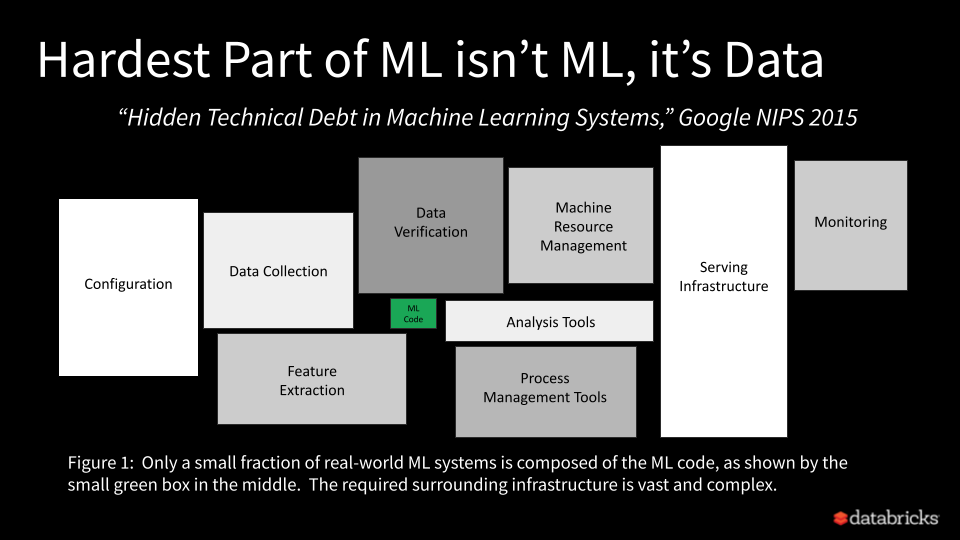 Hardest Part of ML isn’t ML, it’s Data
“Hidden Technical Debt in Machine Learning Systems,” Google NIPS 2015
Configuration
Data Collection
Data
Verification
Machine
Resource
Management
Serving
Infrastructure
Monitoring
ML
Code
Analysis Tools
Feature
Extraction
Process
Management Tools
Figure 1:  Only a small fraction of real-world ML systems is composed of the ML code, as shown by the
small green box in the middle.  The required surrounding infrastructure is vast and complex.
databricks